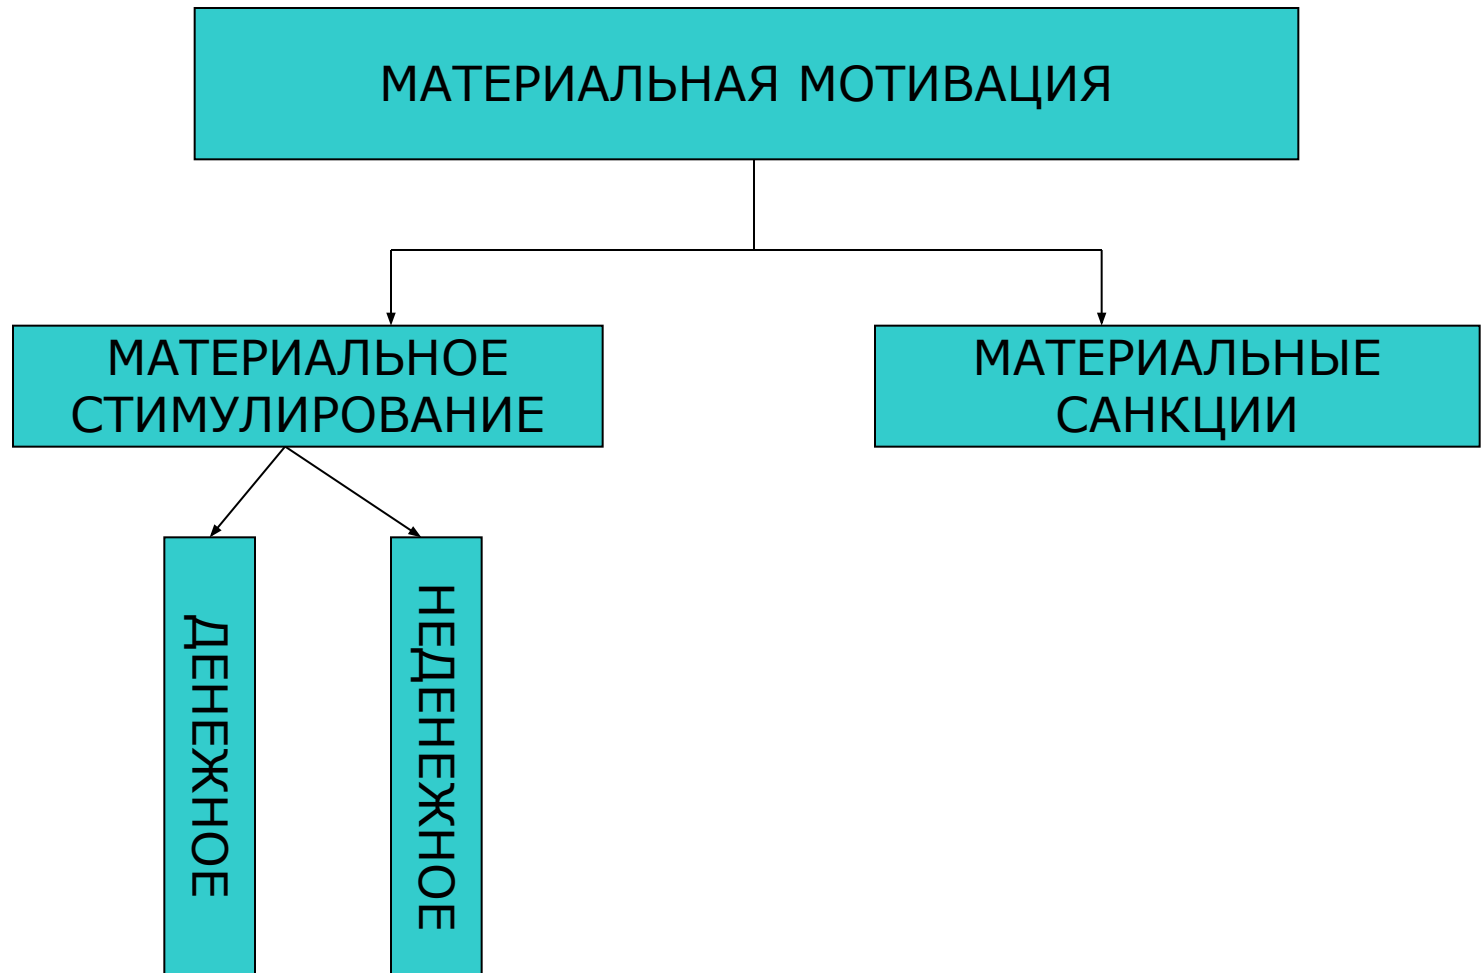 МАТЕРИАЛЬНАЯ МОТИВАЦИЯ
МАТЕРИАЛЬНОЕ
СТИМУЛИРОВАНИЕ
МАТЕРИАЛЬНЫЕ
САНКЦИИ
ДЕНЕЖНОЕ
НЕДЕНЕЖНОЕ